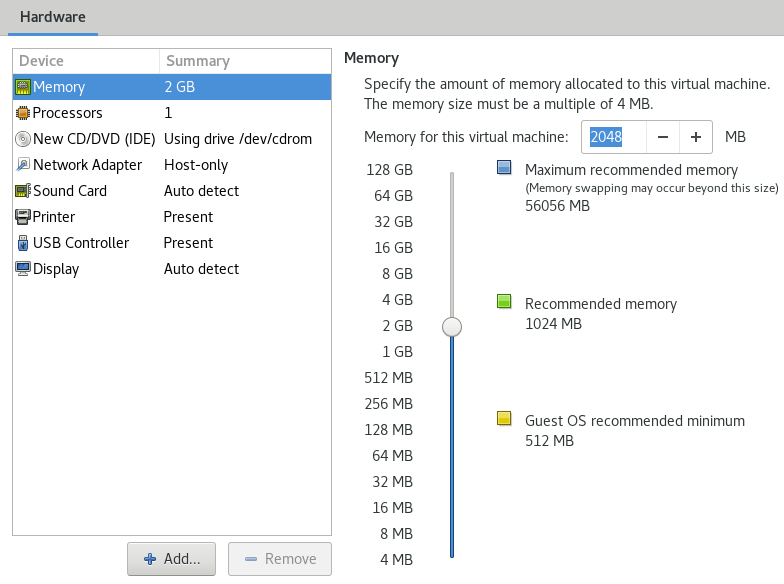 Hardware
Device Summary
Memory 2 GB
Processors 1
New CD/DVD (IDE) Using drive /dev/cdrom
Network Adapter Host-only
Sound Card Auto detect
Printer Present
USB Controller Present
Display Auto detect
Add...
Remove
Memory
Specify the amount of memory allocated to this virtual machine.
The memory size must be a multiple of 4 MB.
Memory for this virtual machine: 2048 − + MB
128 GB
64 GB
32 GB
16 GB
8 GB
4 GB
2 GB
1 GB
512 MB
256 MB
128 MB
64 MB
32 MB
16 MB
8 MB
4 MB
Maximum recommended memory
(Memory swapping may occur beyond this size)
56056 MB
Recommended memory
1024 MB
Guest OS recommended minimum
512 MB